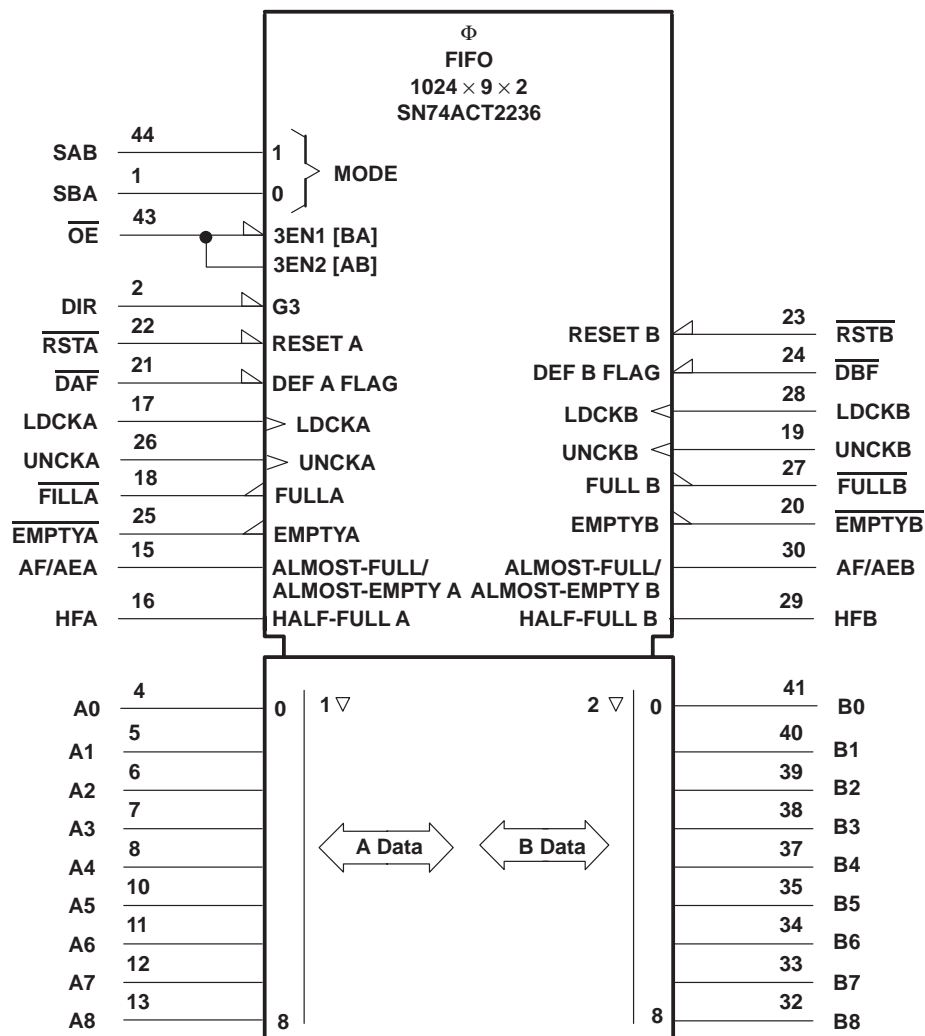 Φ
FIFO
1024 × 9 × 2
SN74ACT2236
SAB 44 1
SBA 1 0
MODE
OE 43 3EN1 [BA]
3EN2 [AB]
DIR 2 G3
RSTA 22 RESET A
DAF 21 DEF A FLAG
LDCKA 17 LDCKA
UNCKA 26 UNCKA
FILLA 18 FULLA
EMPTYA 25 EMPTYA
AF/AEA 15 ALMOST-FULL/
ALMOST-EMPTY A
HFA 16 HALF-FULL A
RESET B 23 RSTB
DEF B FLAG 24 DBF
LDCKB 28 LDCKB
UNCKB 19 UNCKB
FULL B 27 FULLB
EMPTYB 20 EMPTYB
ALMOST-FULL/ 30 AF/AEB
ALMOST-EMPTY B
HALF-FULL B 29 HFB
A0 4 0 1 ▽
A1 5
A2 6
A3 7
A4 8
A5 10
A6 11
A7 12
A8 13 8
A Data
B Data
2 ▽ 0 41 B0
40 B1
39 B2
38 B3
37 B4
35 B5
34 B6
33 B7
8 32 B8